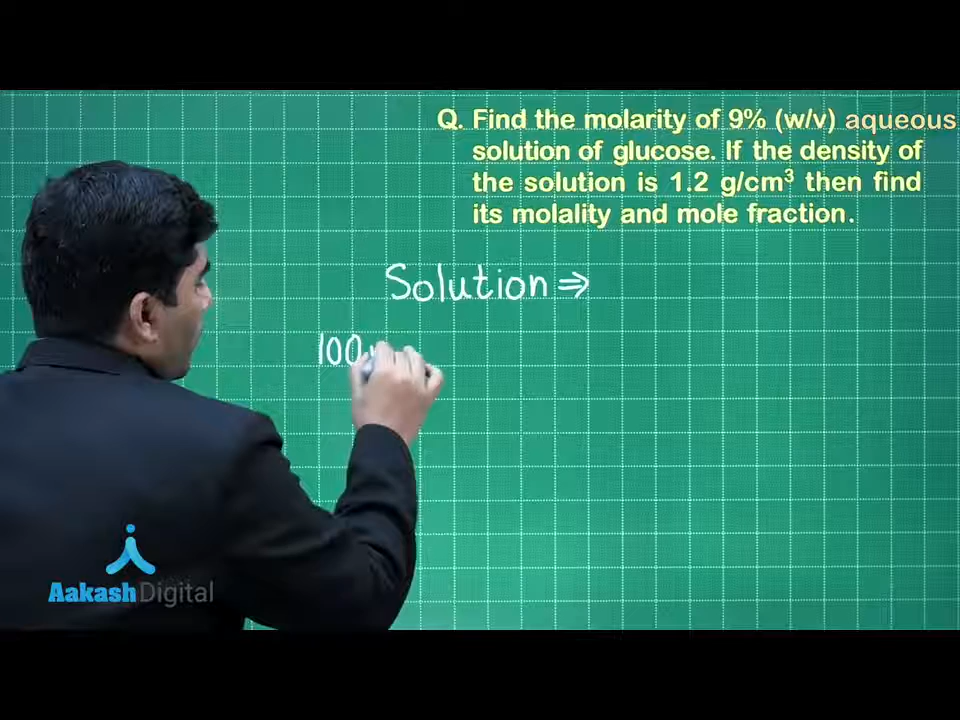 Q. Find the molarity of 9% (w/v) aqueous
solution of glucose. If the density of
the solution is 1.2 g/cm³ then find
its molality and mole fraction.
Solution ⇒
100
Aakash Digital